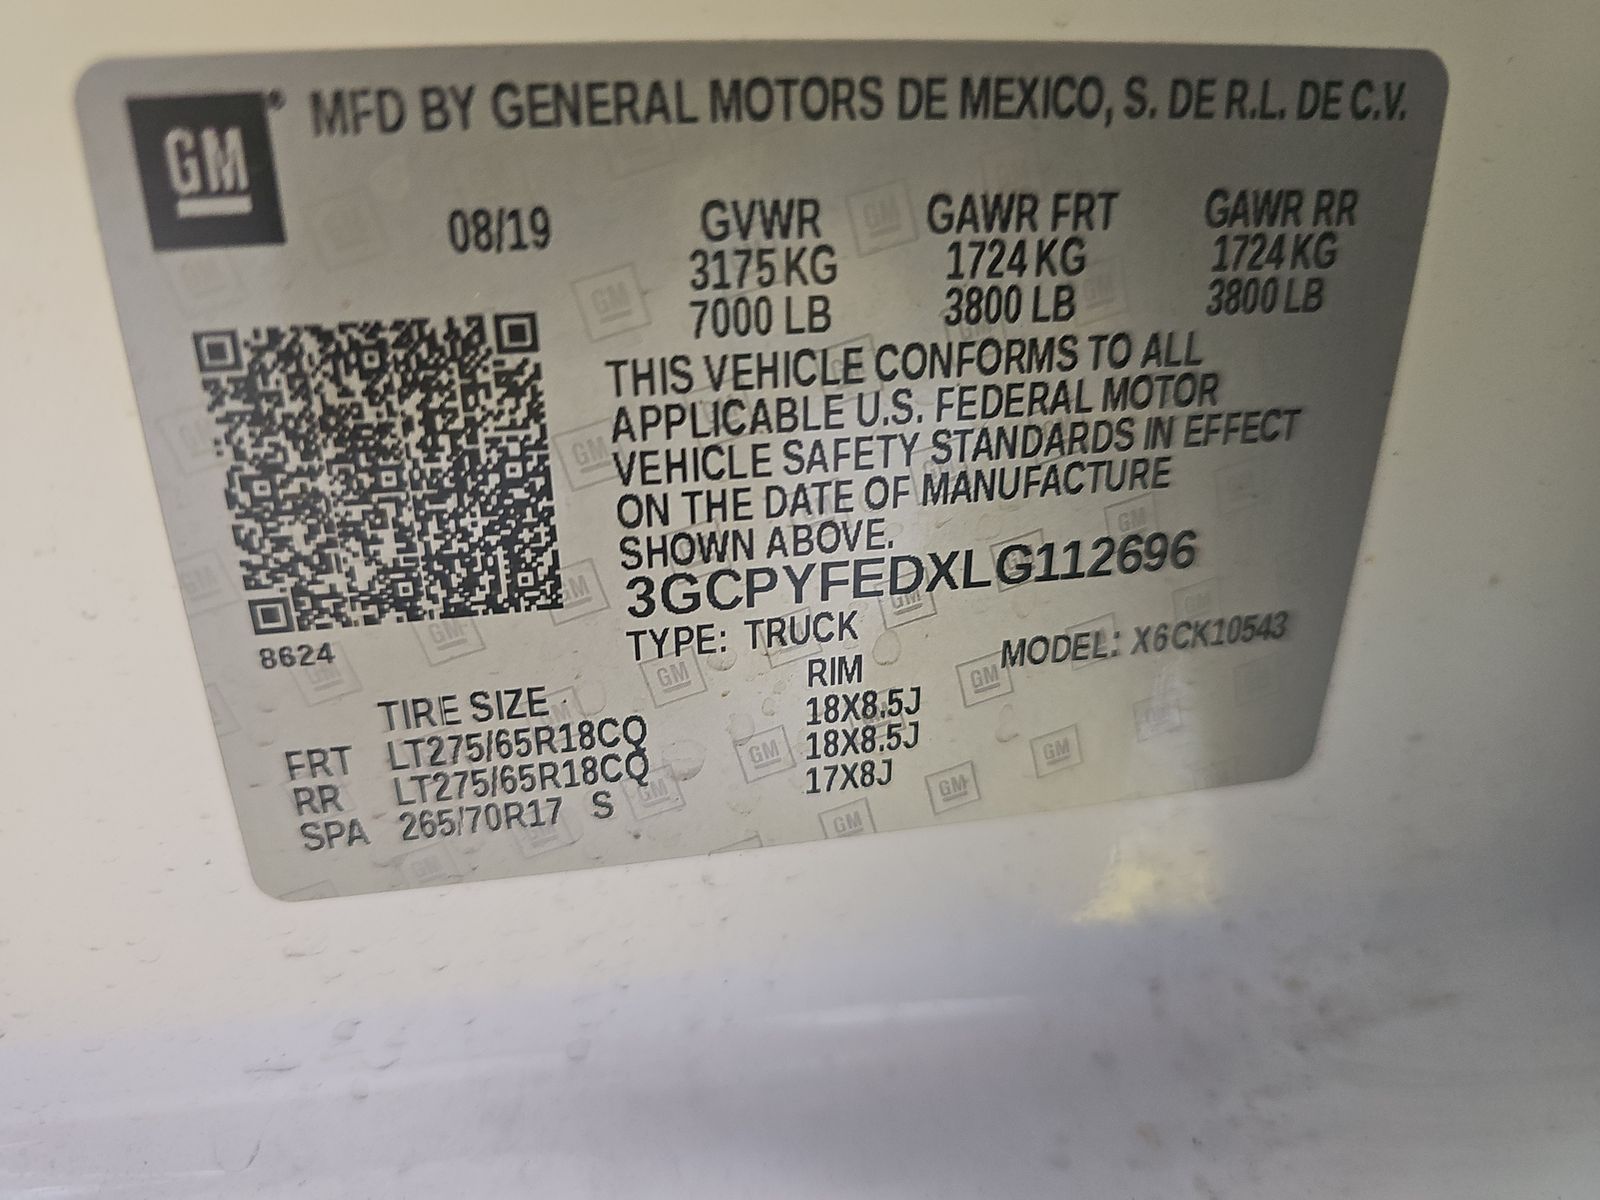 GM® MFD BY GENERAL MOTORS DE MEXICO, S. DE R.L. DE C.V.
08/19 GVWR GAWR FRT GAWR RR
3175 KG 1724 KG 1724 KG
7000 LB 3800 LB 3800 LB
THIS VEHICLE CONFORMS TO ALL
APPLICABLE U.S. FEDERAL MOTOR
VEHICLE SAFETY STANDARDS IN EFFECT
ON THE DATE OF MANUFACTURE
SHOWN ABOVE.
3GCPYFEDXLG112696
8624
TYPE: TRUCK MODEL: X6CK10543
TIRE SIZE RIM
FRT LT275/65R18CQ 18X8.5J
RR LT275/65R18CQ 18X8.5J
SPA 265/70R17 S 17X8J